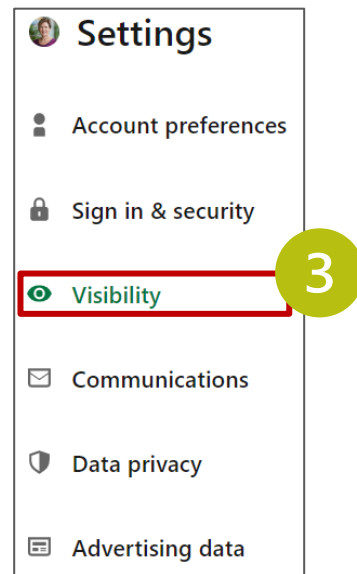 Settings
Account preferences
Sign in & security
Visibility
3
Communications
Data privacy
Advertising data